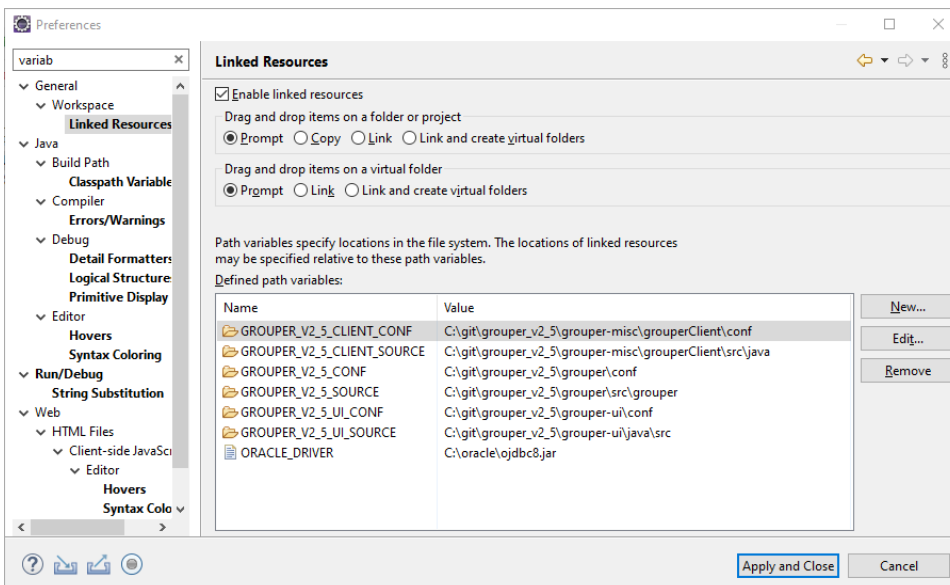 Preferences
variab
General
Workspace
Linked Resources
Java
Build Path
Classpath Variable
Compiler
Errors/Warnings
Debug
Detail Formatters
Logical Structure
Primitive Display
Editor
Hovers
Syntax Coloring
Run/Debug
String Substitution
Web
HTML Files
Client-side JavaScr
Editor
Hovers
Syntax Colo
Linked Resources
Enable linked resources
Drag and drop items on a folder or project
Prompt Copy Link Link and create virtual folders
Drag and drop items on a virtual folder
Prompt Link Link and create virtual folders
Path variables specify locations in the file system. The locations of linked resources
may be specified relative to these path variables.
Defined path variables:
Name Value
GROUPER_V2_5_CLIENT_CONF C:\git\grouper_v2_5\grouper-misc\grouperClient\conf
GROUPER_V2_5_CLIENT_SOURCE C:\git\grouper_v2_5\grouper-misc\grouperClient\src\java
GROUPER_V2_5_CONF C:\git\grouper_v2_5\grouper\conf
GROUPER_V2_5_SOURCE C:\git\grouper_v2_5\grouper\src\grouper
GROUPER_V2_5_UI_CONF C:\git\grouper_v2_5\grouper-ui\conf
GROUPER_V2_5_UI_SOURCE C:\git\grouper_v2_5\grouper-ui\java\src
ORACLE_DRIVER C:\oracle\ojdbc8.jar
New...
Edit...
Remove
Apply and Close Cancel